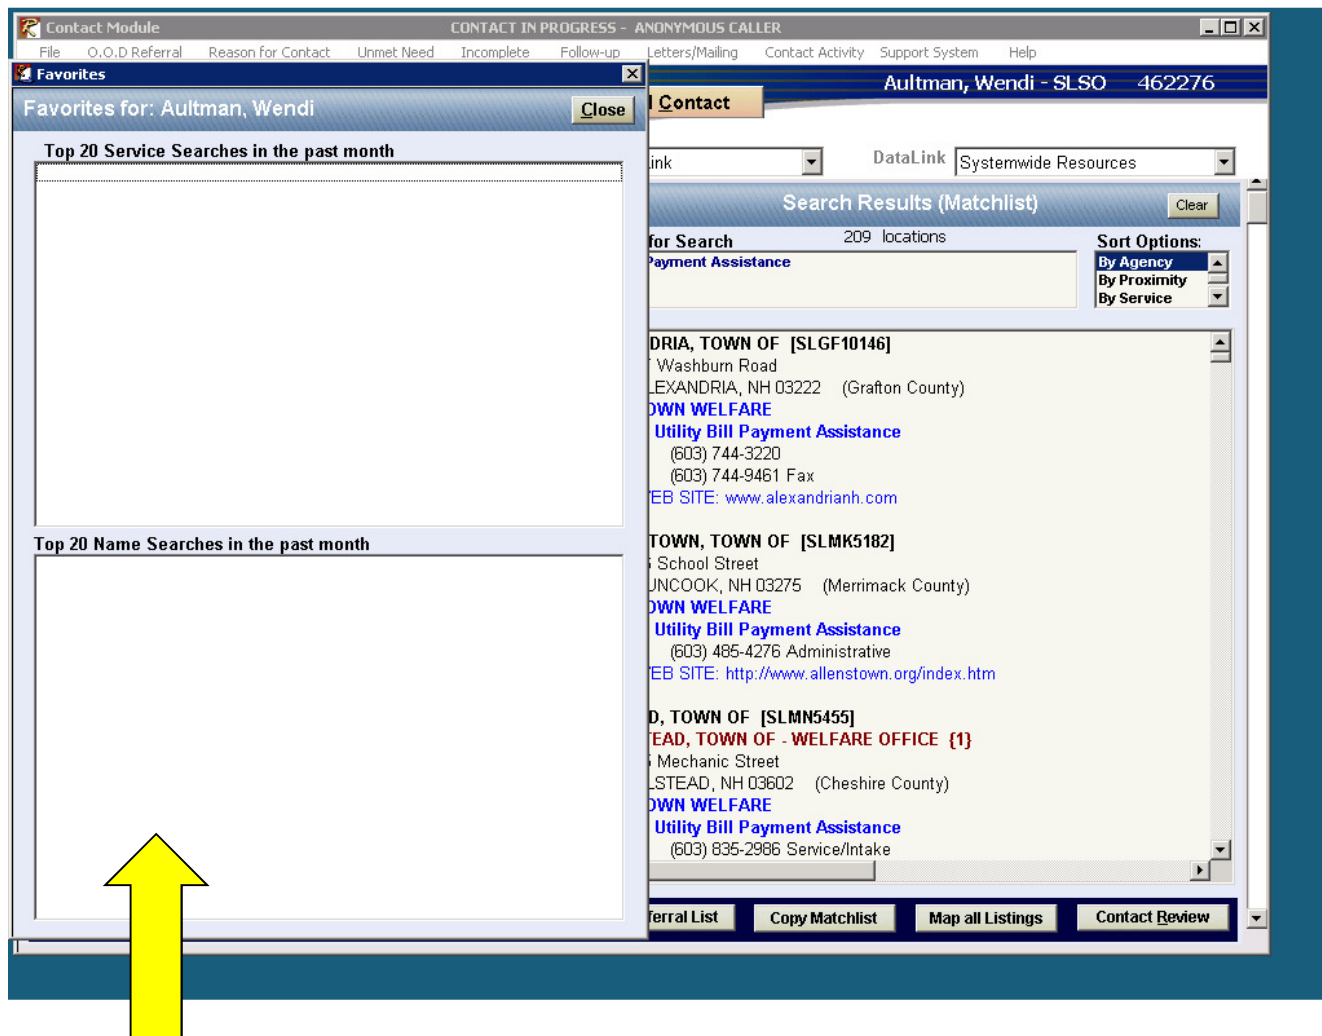 Contact Module CONTACT IN PROGRESS - ANONYMOUS CALLER
File O.O.D Referral Reason for Contact Unmet Need Incomplete Follow-up Letters/Mailing Contact Activity Support System Help
Favorites
Aultman, Wendi - SLSO 462276
Favorites for: Aultman, Wendi Close
Contact
Top 20 Service Searches in the past month
ink DataLink Systemwide Resources
Search Results (Matchlist) Clear
for Search 209 locations Sort Options:
Payment Assistance By Agency
By Proximity
By Service
DRIA, TOWN OF [SLGF10146]
Washburn Road
LEXANDRIA, NH 03222 (Grafton County)
OWN WELFARE
Utility Bill Payment Assistance
(603) 744-3220
(603) 744-9461 Fax
EB SITE: www.alexandrianh.com
Top 20 Name Searches in the past month
TOWN, TOWN OF [SLMK5182]
School Street
UNCOOK, NH 03275 (Merrimack County)
OWN WELFARE
Utility Bill Payment Assistance
(603) 485-4276 Administrative
EB SITE: http://www.allenstown.org/index.htm
D, TOWN OF [SLMN5455]
TEAD, TOWN OF - WELFARE OFFICE {1}
Mechanic Street
LSTEAD, NH 03602 (Cheshire County)
OWN WELFARE
Utility Bill Payment Assistance
(603) 835-2986 Service/Intake
ferral List Copy Matchlist Map all Listings Contact Review